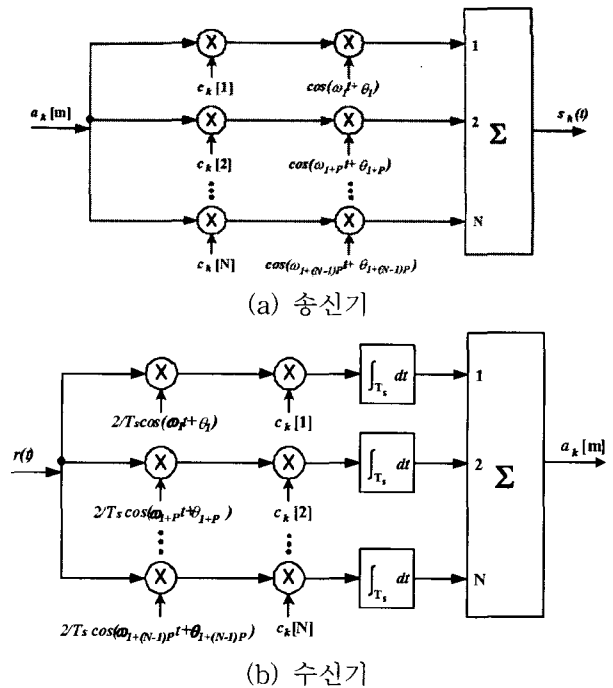 1
c_k[1]
cos(ω_1t+θ_1)
a_k[m]
2
s_k(t)
Σ
c_k[2]
cos(ω_{1+P}t+θ_{1+P})
N
c_k[N]
cos(ω_{1+(N-1)P}t+θ_{1+(N-1)P})
(a) 송신기
∫_{T_s} dt
1
2/Ts cos(ω_1t+θ_1)
c_k[1]
r(t)
∫_{T_s} dt
2
a_k[m]
Σ
2/Ts cos(ω_{1+P}t+θ_{1+P})
c_k[2]
∫_{T_s} dt
N
2/Ts cos(ω_{1+(N-1)P}t+θ_{1+(N-1)P})
c_k[N]
(b) 수신기